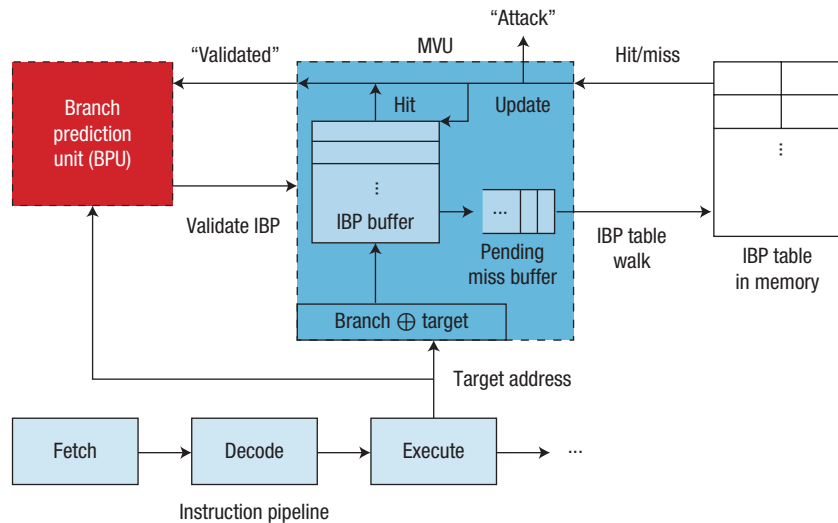 “Attack”
“Validated”
MVU
Hit/miss
Branch
prediction
unit (BPU)
Hit
Update
⋮
⋮
Validate IBP
IBP buffer
...
Pending
miss buffer
IBP table
walk
IBP table
in memory
Branch ⊕ target
Target address
Fetch
Decode
Execute
...
Instruction pipeline